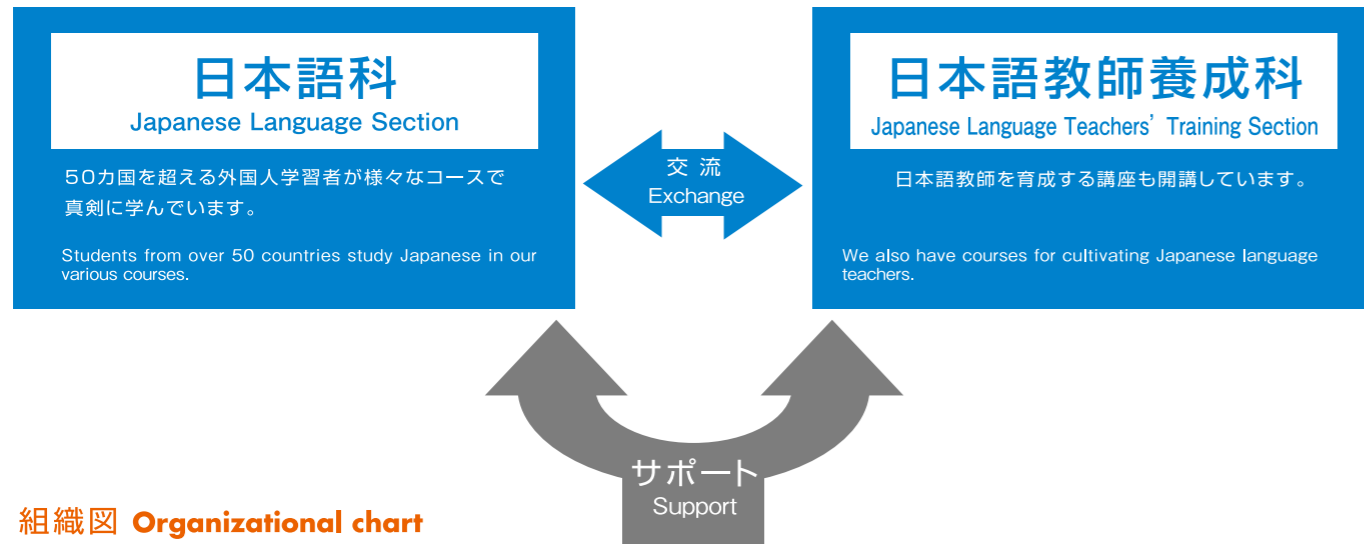 日本語科
Japanese Language Section
50カ国を超える外国人学習者が様々なコースで
真剣に学んでいます。
Students from over 50 countries study Japanese in our
various courses.
交流
Exchange
日本語教師養成科
Japanese Language Teachers’ Training Section
日本語教師を育成する講座も開講しています。
We also have courses for cultivating Japanese language
teachers.
サポート
Support
組織図 Organizational chart